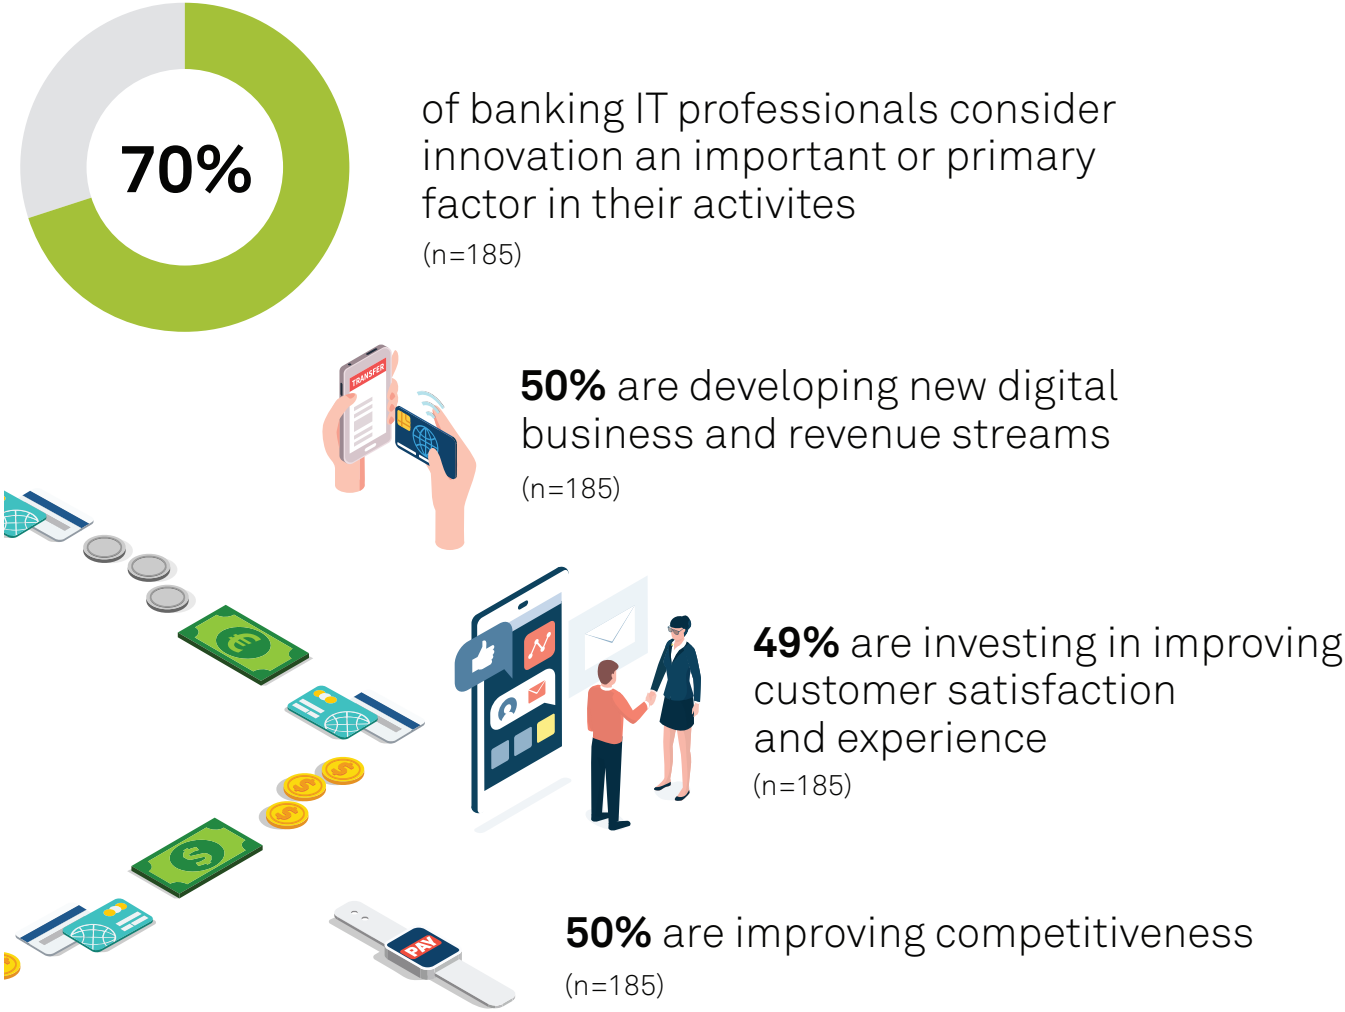 70%
of banking IT professionals consider
innovation an important or primary
factor in their activites
(n=185)
TRANSFER
50% are developing new digital
business and revenue streams
(n=185)
49% are investing in improving
customer satisfaction
and experience
(n=185)
PAY
50% are improving competitiveness
(n=185)